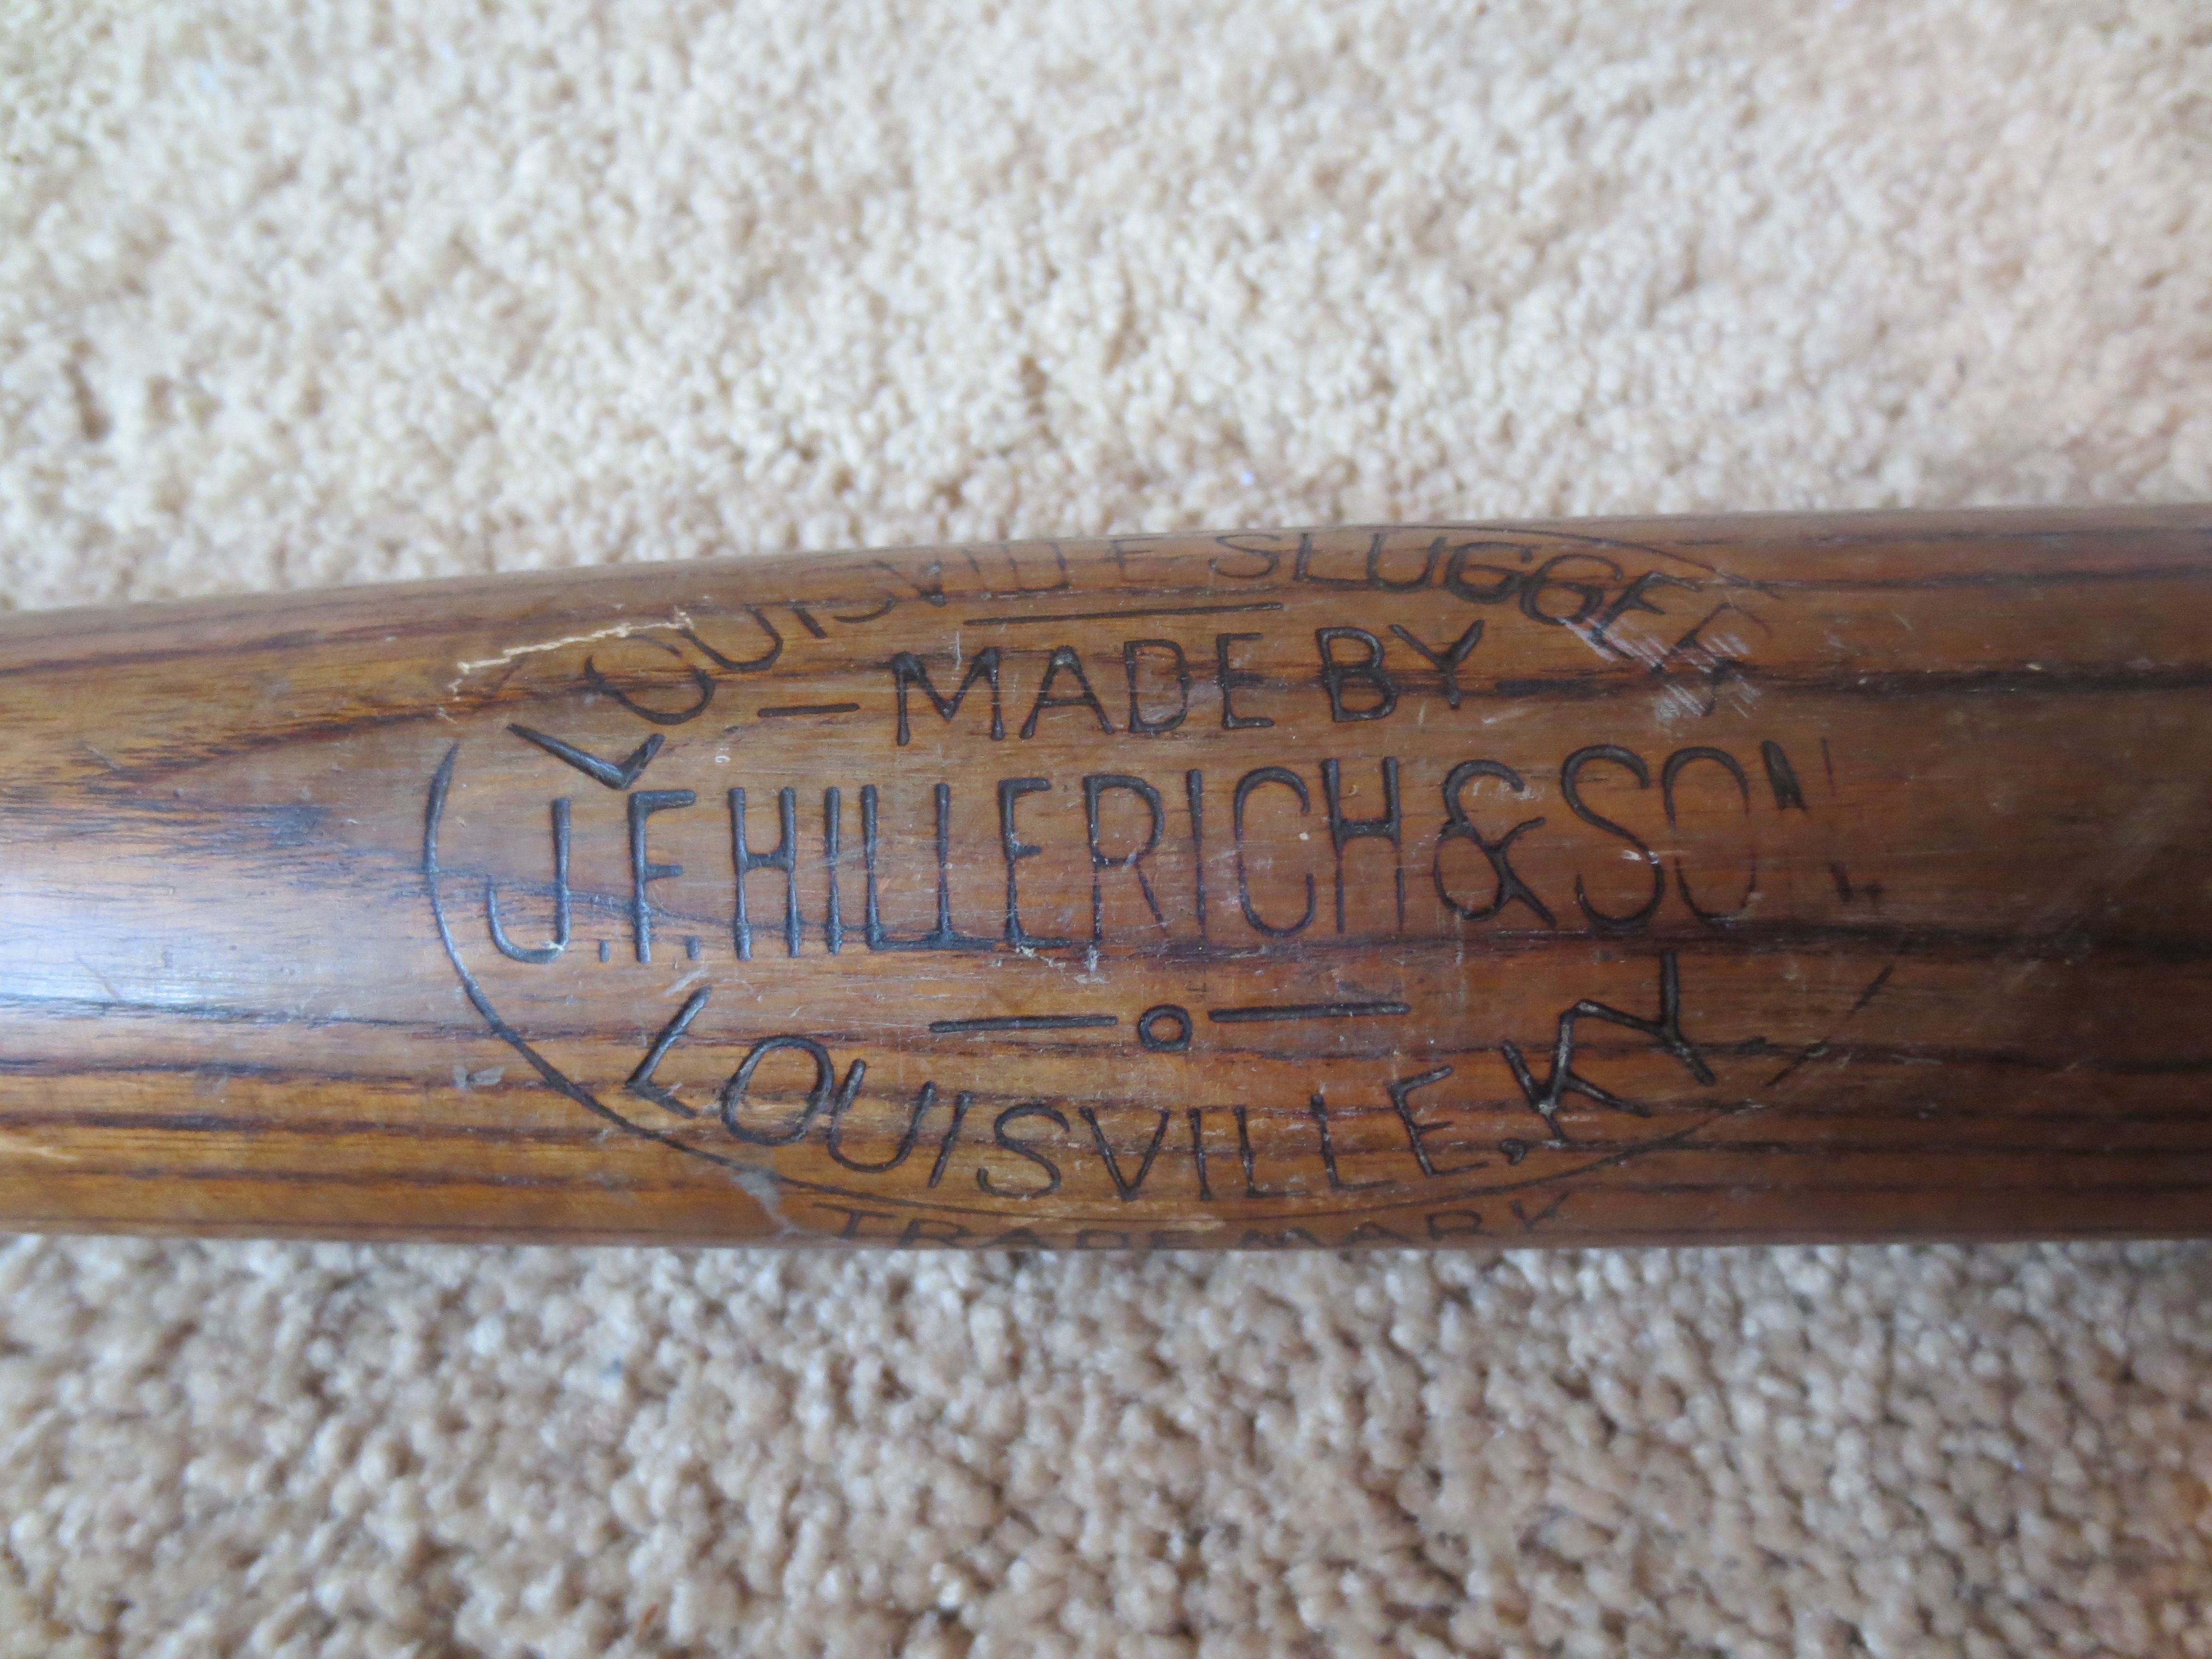 LOUISVILLE SLUGGER
MADE BY
J.F. HILLERICH & SON
LOUISVILLE, KY
TRADE MARK